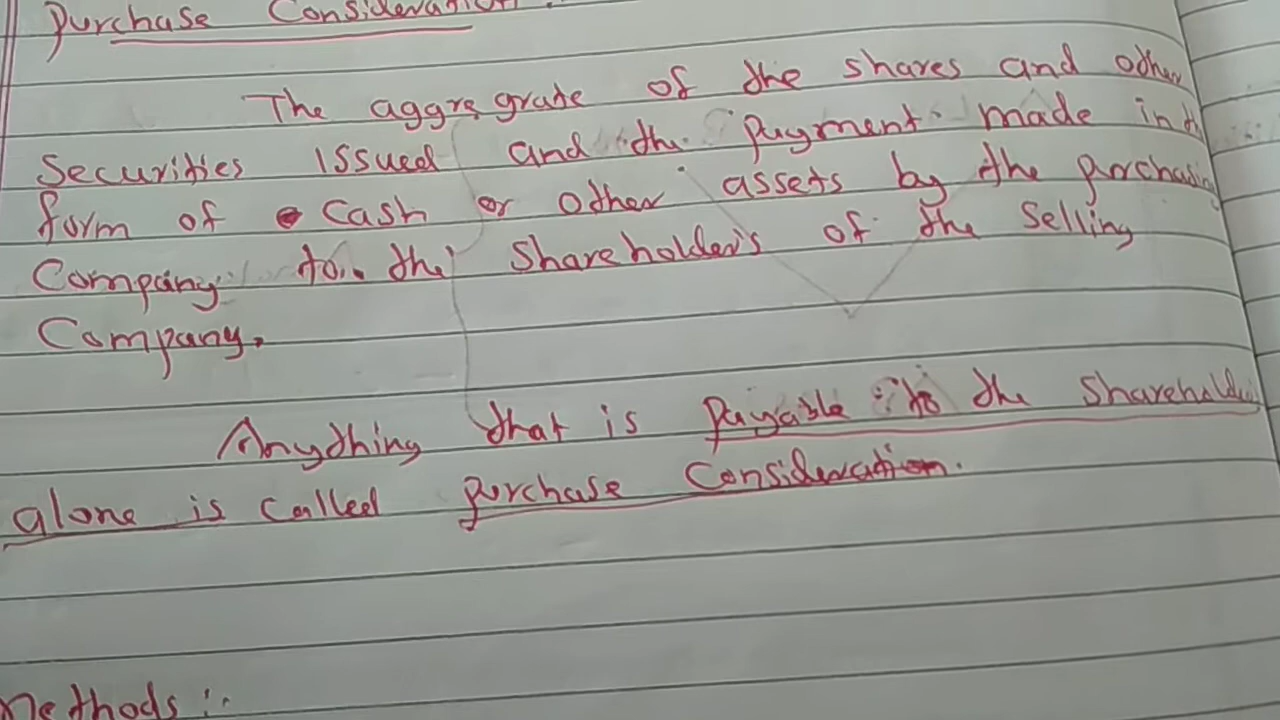 Purchase Consideration :
The aggregate of the shares and other
Securities Issued and the Payment made in the
form of Cash or other assets by the purchasing
Company to the Shareholder's of the Selling
Company.
Anything that is Payable to the Shareholder
alone is called purchase Consideration.
Methods :-